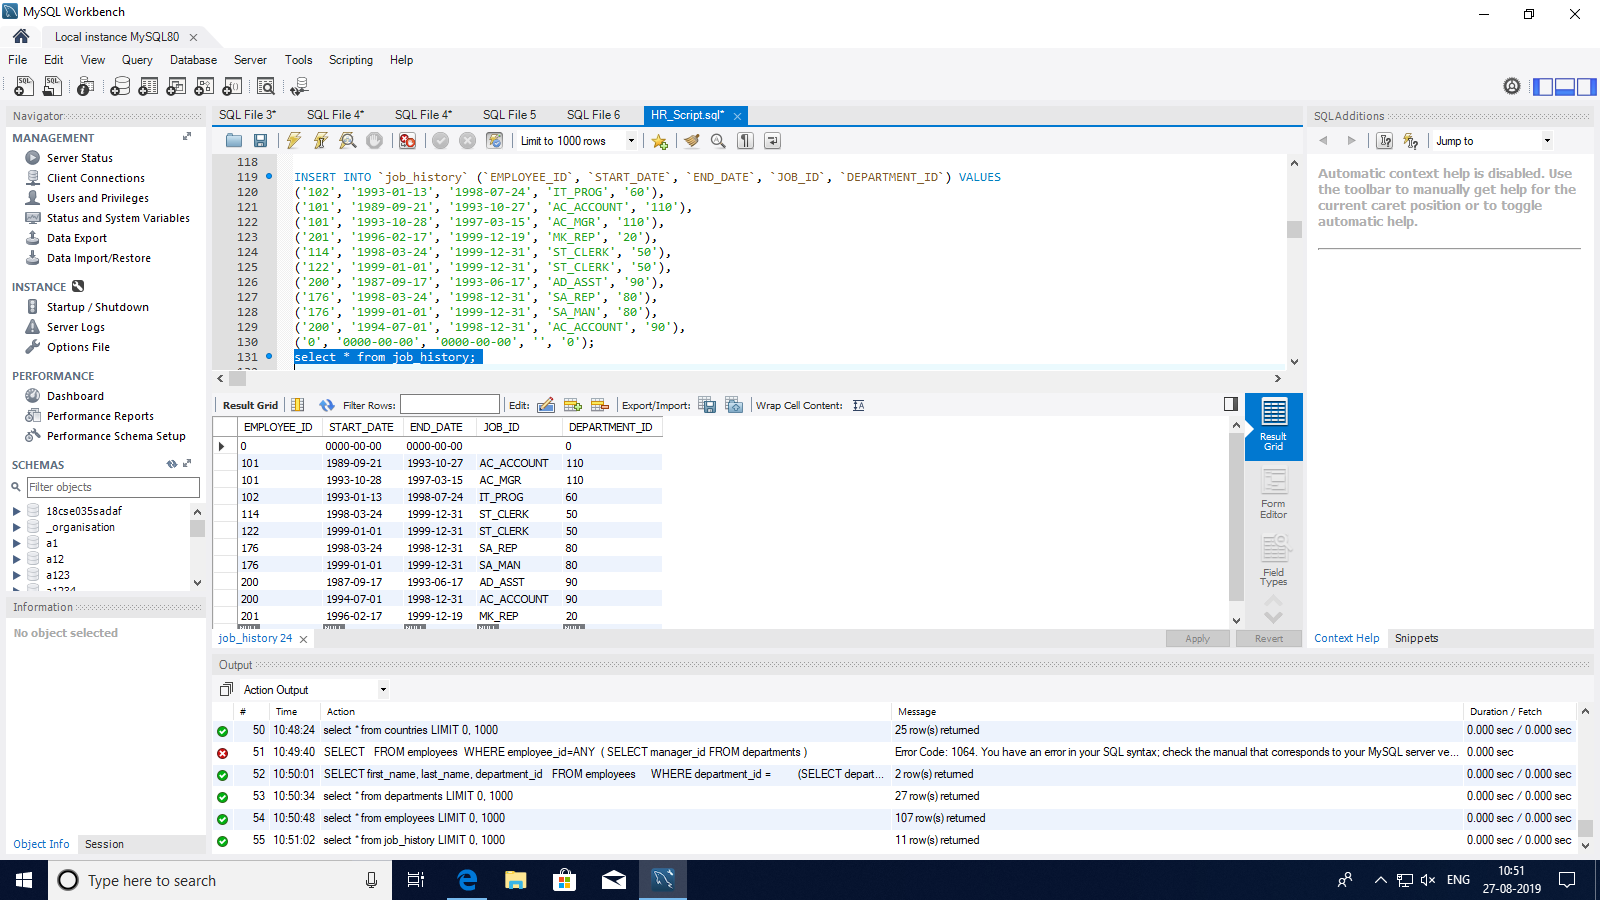 MySQL Workbench
Local instance MySQL80
File Edit View Query Database Server Tools Scripting Help
Navigator
MANAGEMENT
Server Status
Client Connections
Users and Privileges
Status and System Variables
Data Export
Data Import/Restore
INSTANCE
Startup / Shutdown
Server Logs
Options File
PERFORMANCE
Dashboard
Performance Reports
Performance Schema Setup
SCHEMAS
Filter objects
18cse035sadaf
_organisation
a1
a12
a123
a1234
Information
No object selected
Object Info Session
SQL File 3* SQL File 4* SQL File 4* SQL File 5 SQL File 6 HR_Script.sql*
Limit to 1000 rows
118
119 INSERT INTO `job_history` (`EMPLOYEE_ID`, `START_DATE`, `END_DATE`, `JOB_ID`, `DEPARTMENT_ID`) VALUES
120 ('102', '1993-01-13', '1998-07-24', 'IT_PROG', '60'),
121 ('101', '1989-09-21', '1993-10-27', 'AC_ACCOUNT', '110'),
122 ('101', '1993-10-28', '1997-03-15', 'AC_MGR', '110'),
123 ('201', '1996-02-17', '1999-12-19', 'MK_REP', '20'),
124 ('114', '1998-03-24', '1999-12-31', 'ST_CLERK', '50'),
125 ('122', '1999-01-01', '1999-12-31', 'ST_CLERK', '50'),
126 ('200', '1987-09-17', '1993-06-17', 'AD_ASST', '90'),
127 ('176', '1998-03-24', '1998-12-31', 'SA_REP', '80'),
128 ('176', '1999-01-01', '1999-12-31', 'SA_MAN', '80'),
129 ('200', '1994-07-01', '1998-12-31', 'AC_ACCOUNT', '90'),
130 ('0', '0000-00-00', '0000-00-00', '', '0');
131 select * from job_history;
Result Grid Filter Rows: Edit: Export/Import: Wrap Cell Content:
EMPLOYEE_ID START_DATE END_DATE JOB_ID DEPARTMENT_ID
0 0000-00-00 0000-00-00 0
101 1989-09-21 1993-10-27 AC_ACCOUNT 110
101 1993-10-28 1997-03-15 AC_MGR 110
102 1993-01-13 1998-07-24 IT_PROG 60
114 1998-03-24 1999-12-31 ST_CLERK 50
122 1999-01-01 1999-12-31 ST_CLERK 50
176 1998-03-24 1998-12-31 SA_REP 80
176 1999-01-01 1999-12-31 SA_MAN 80
200 1987-09-17 1993-06-17 AD_ASST 90
200 1994-07-01 1998-12-31 AC_ACCOUNT 90
201 1996-02-17 1999-12-19 MK_REP 20
NULL NULL NULL NULL NULL
Result
Grid
Form
Editor
Field
Types
job_history 24
Apply Revert
SQLAdditions
Jump to
Automatic context help is disabled. Use
the toolbar to manually get help for the
current caret position or to toggle
automatic help.
Context Help Snippets
Output
Action Output
# Time Action Message Duration / Fetch
50 10:48:24 select * from countries LIMIT 0, 1000 25 row(s) returned 0.000 sec / 0.000 sec
51 10:49:40 SELECT FROM employees WHERE employee_id=ANY ( SELECT manager_id FROM departments ) Error Code: 1064. You have an error in your SQL syntax; check the manual that corresponds to your MySQL server ve... 0.000 sec
52 10:50:01 SELECT first_name, last_name, department_id FROM employees WHERE department_id = (SELECT depart... 2 row(s) returned 0.000 sec / 0.000 sec
53 10:50:34 select * from departments LIMIT 0, 1000 27 row(s) returned 0.000 sec / 0.000 sec
54 10:50:48 select * from employees LIMIT 0, 1000 107 row(s) returned 0.000 sec / 0.000 sec
55 10:51:02 select * from job_history LIMIT 0, 1000 11 row(s) returned 0.000 sec / 0.000 sec
Type here to search
ENG
10:51
27-08-2019